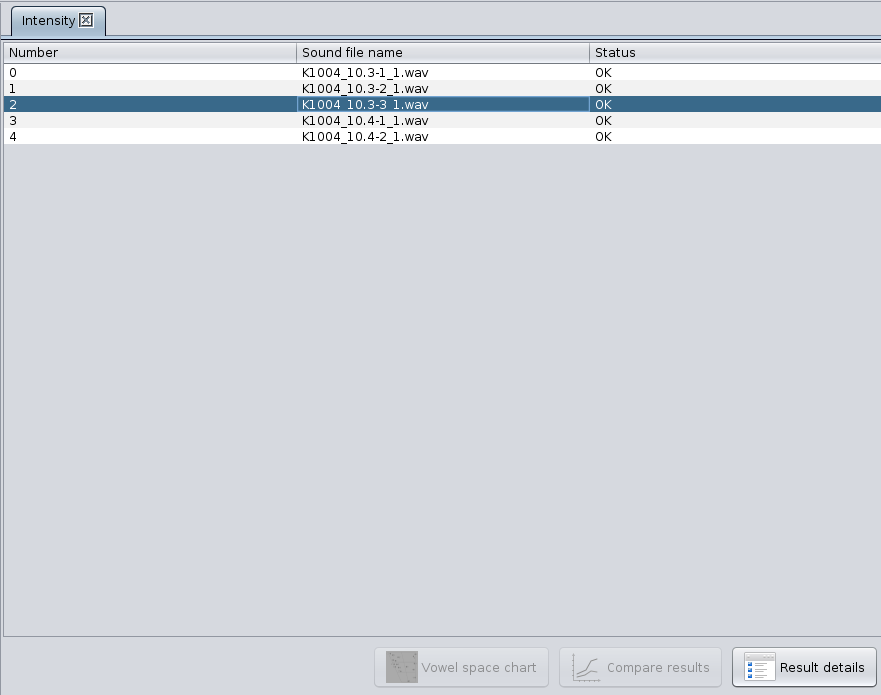 Intensity
Number Sound file name Status
0 K1004_10.3-1_1.wav OK
1 K1004_10.3-2_1.wav OK
2 K1004_10.3-3_1.wav OK
3 K1004_10.4-1_1.wav OK
4 K1004_10.4-2_1.wav OK
Vowel space chart Compare results Result details